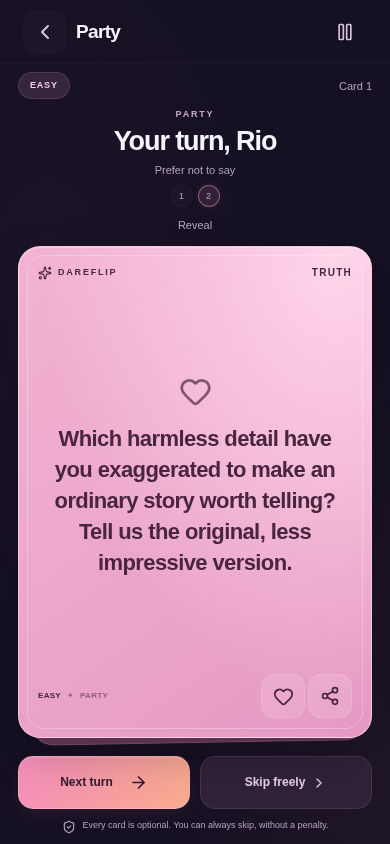 Party
EASY
Card 1
PARTY
Your turn, Rio
Prefer not to say
1 2
Reveal
DAREFLIP
TRUTH
Which harmless detail have
you exaggerated to make an
ordinary story worth telling?
Tell us the original, less
impressive version.
EASY ✦ PARTY
Next turn
Skip freely
Every card is optional. You can always skip, without a penalty.